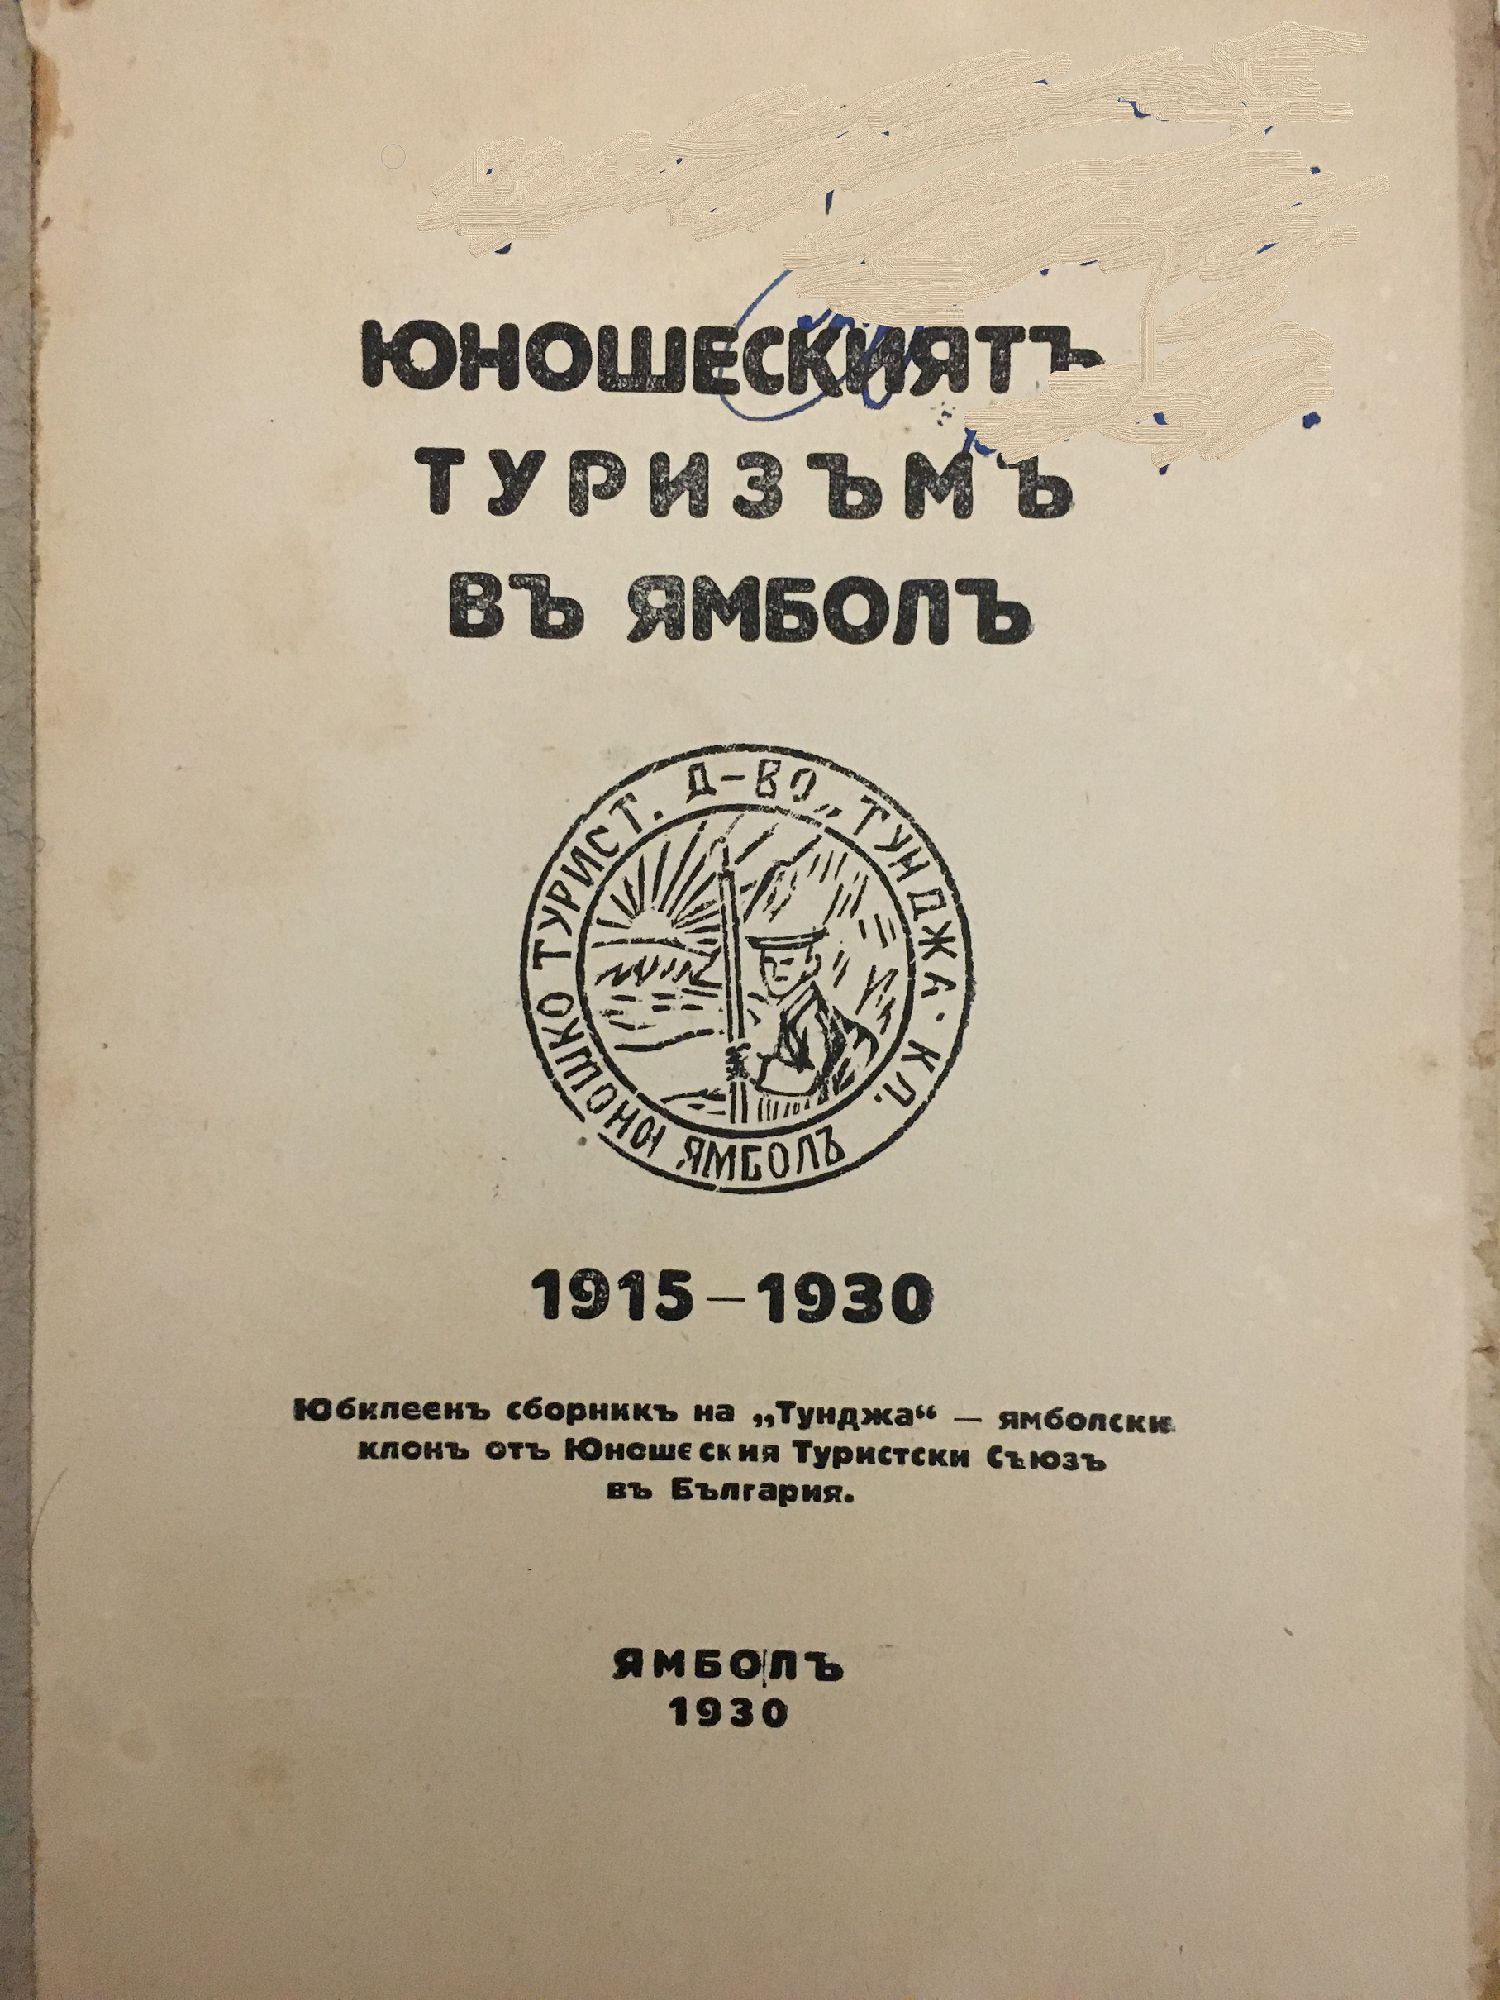 ЮНОШЕСКИЯТЪ
ТУРИЗЪМЪ
ВЪ ЯМБОЛЪ
ЮНОШКО ТУРИСТ. Д-ВО „ТУНДЖА. КЛ.
ЯМБОЛЪ
1915–1930
Юбилеенъ сборникъ на „Тунджа“ — ямболски
клонъ отъ Юношеския Туристски Съюзъ
въ България.
ЯМБОЛЪ
1930